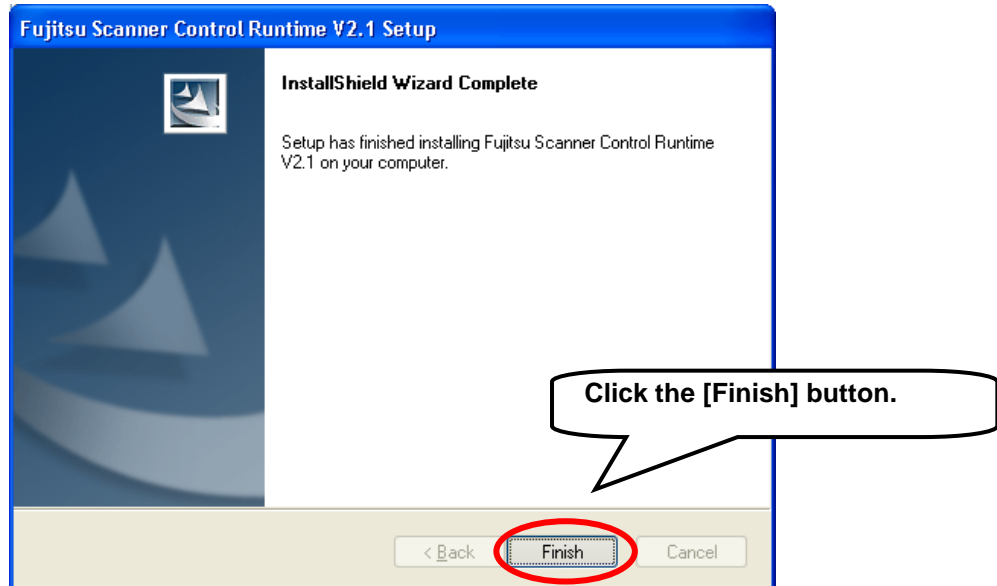 Fujitsu Scanner Control Runtime V2.1 Setup
InstallShield Wizard Complete
Setup has finished installing Fujitsu Scanner Control Runtime
V2.1 on your computer.
Click the [Finish] button.
< Back Finish Cancel